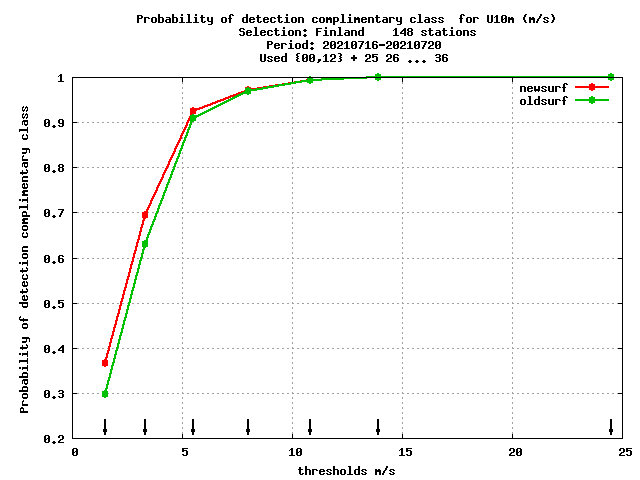 Probability of detection complimentary class  for U10m (m/s)
Selection: Finland    148 stations
Period: 20210716-20210720
Used {00,12} + 25 26 ... 36
Probability of detection complimentary class
1
0.9
0.8
0.7
0.6
0.5
0.4
0.3
0.2
newsurf
oldsurf
0 5 10 15 20 25
thresholds m/s